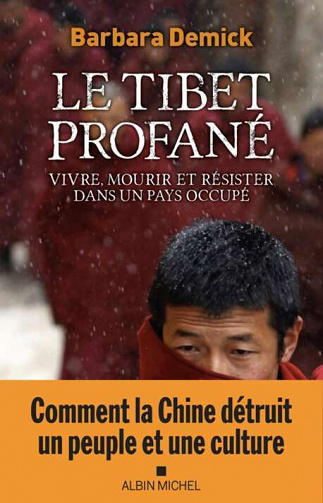 Barbara Demick
LE TIBET
PROFANÉ
VIVRE, MOURIR ET RÉSISTER
DANS UN PAYS OCCUPÉ
Comment la Chine détruit
un peuple et une culture
ALBIN MICHEL